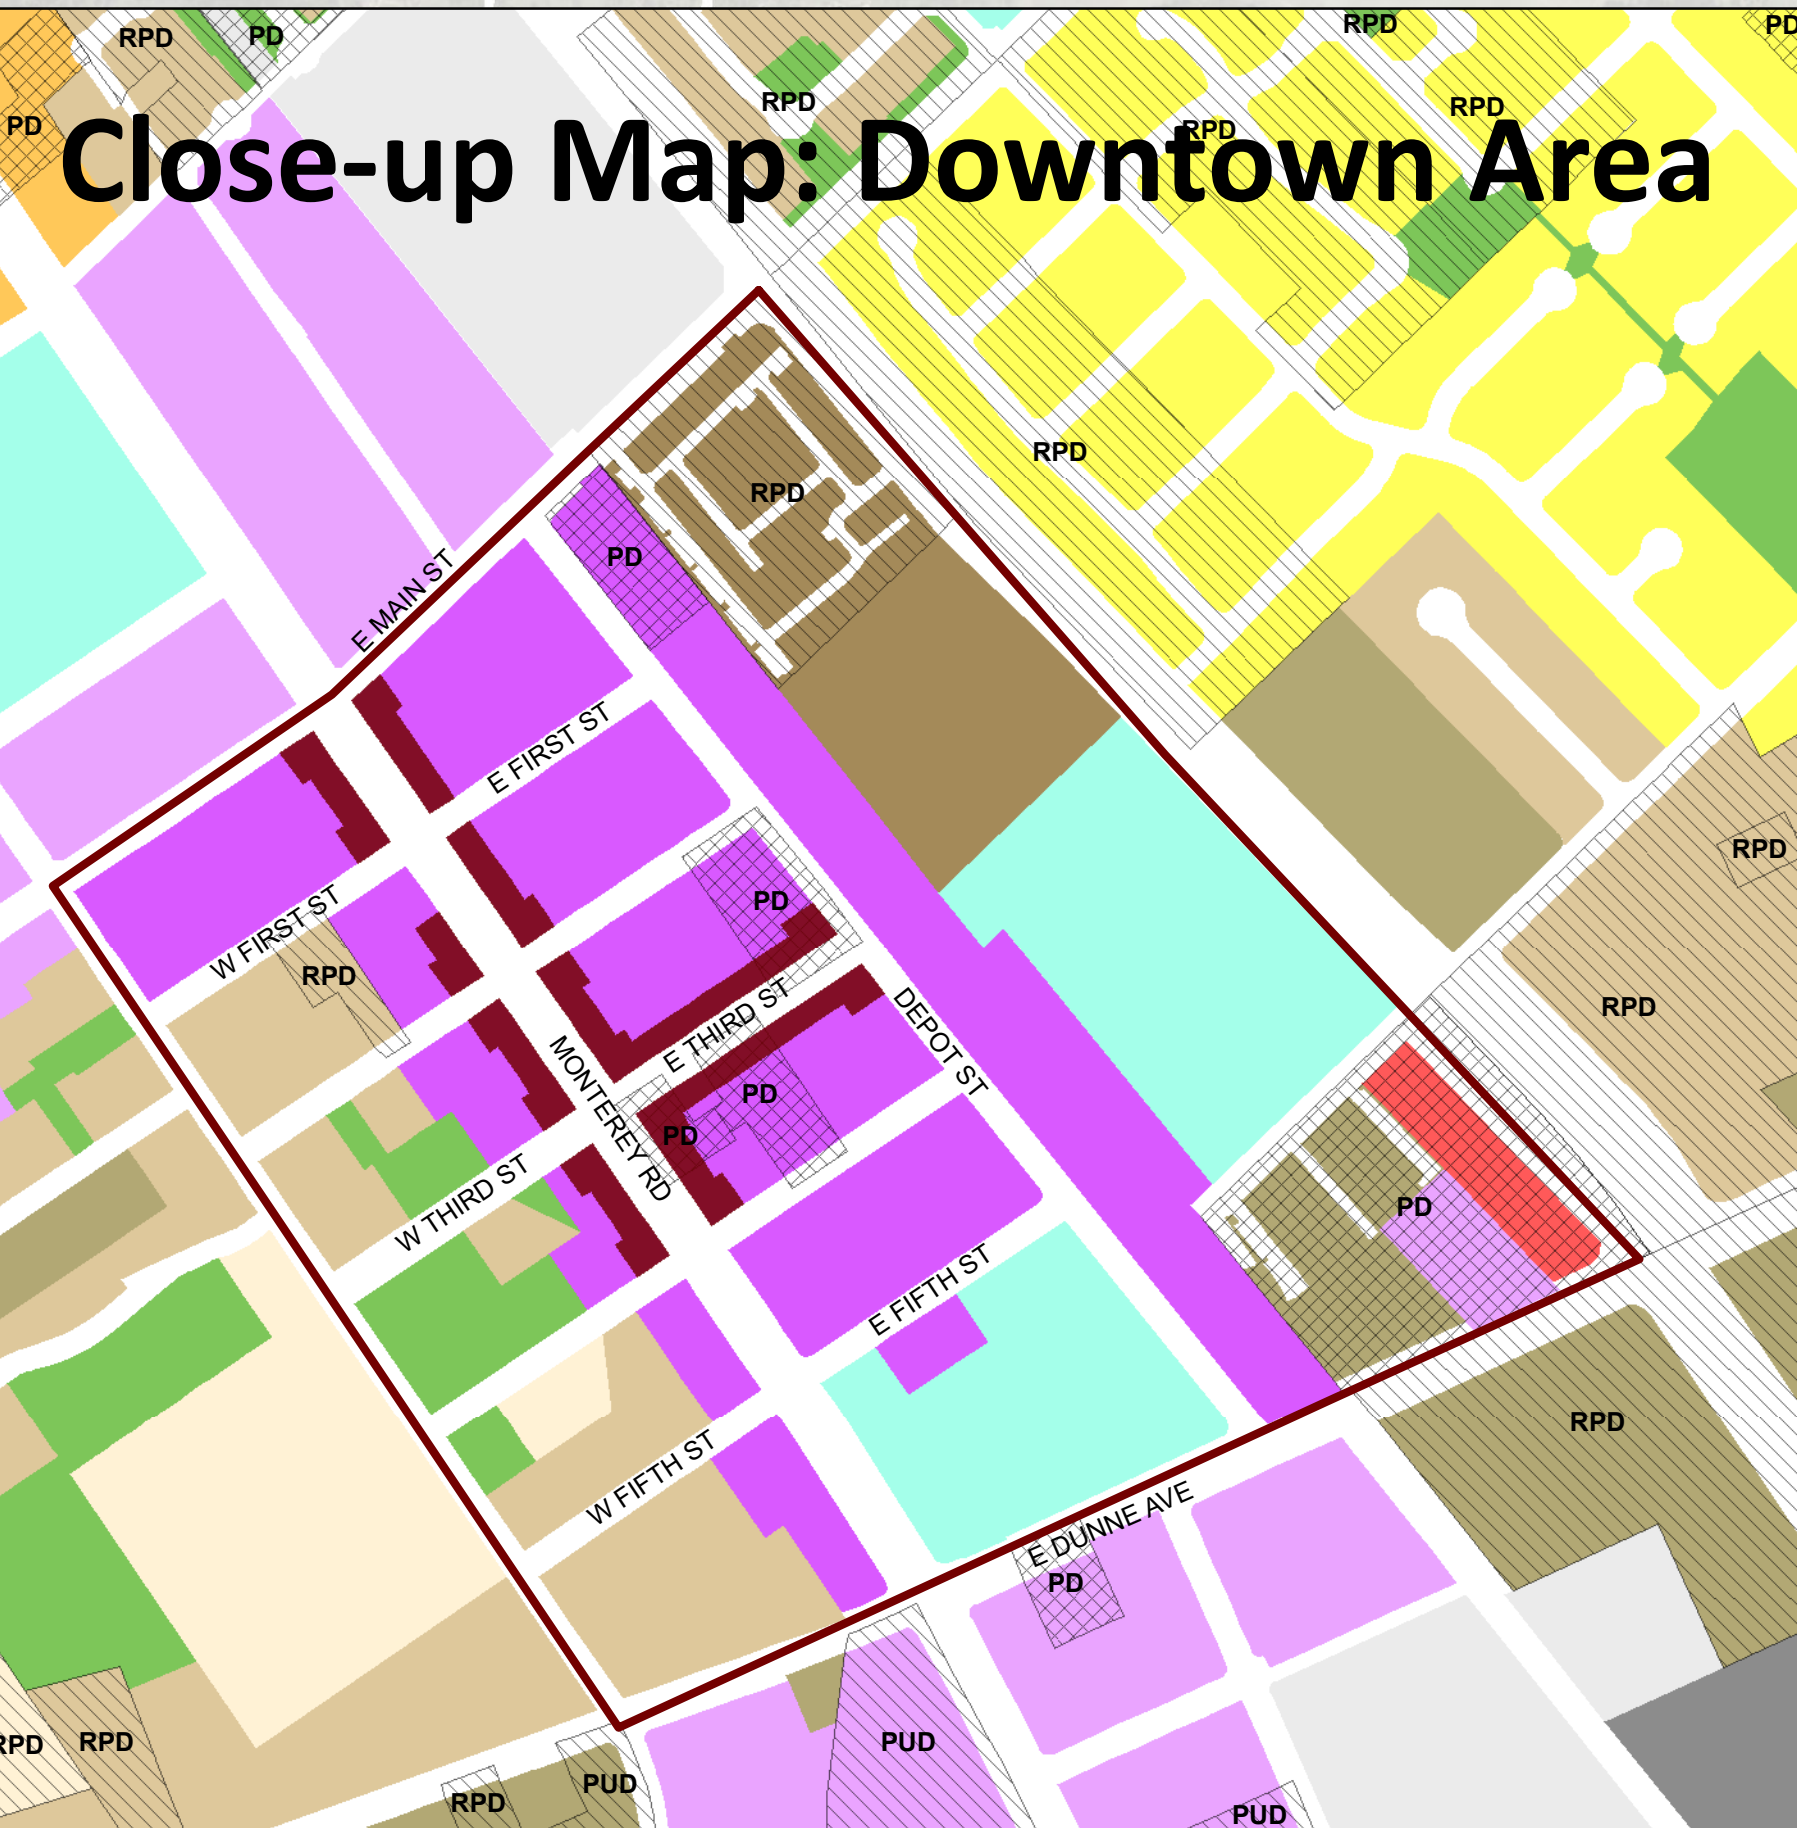 RPD
PD
RPD
PD
RPD
RPD
PD
RPD
RPD
Close-up Map: Downtown Area
RPD
RPD
PD
E MAIN ST
E FIRST ST
RPD
PD
W FIRST ST
RPD
E THIRD ST
DEPOT ST
RPD
MONTEREY RD
PD
PD
W THIRD ST
PD
E FIFTH ST
RPD
W FIFTH ST
E DUNNE AVE
PD
RPD
RPD
PUD
PUD
RPD
PUD